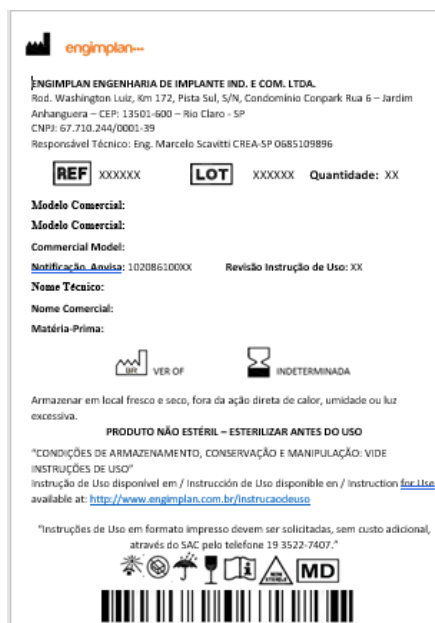 engimplan
ENGIMPLAN ENGENHARIA DE IMPLANTE IND. E COM. LTDA.
Rod. Washington Luiz, Km 172, Pista Sul, S/N, Condomínio Conpark Rua 6 – Jardim
Anhanguera – CEP: 13501-600 – Rio Claro - SP
CNPJ: 67.710.244/0001-39
Responsável Técnico: Eng. Marcelo Scavitti CREA-SP 0685109896
REF XXXXXX LOT XXXXXX Quantidade: XX
Modelo Comercial:
Modelo Comercial:
Commercial Model:
Notificação Anvisa: 102086100XX Revisão Instrução de Uso: XX
Nome Técnico:
Nome Comercial:
Matéria-Prima:
BR VER OF INDETERMINADA
Armazenar em local fresco e seco, fora da ação direta de calor, umidade ou luz
excessiva.
PRODUTO NÃO ESTÉRIL – ESTERILIZAR ANTES DO USO
“CONDIÇÕES DE ARMAZENAMENTO, CONSERVAÇÃO E MANIPULAÇÃO: VIDE
INSTRUÇÕES DE USO”
Instrução de Uso disponível em / Instrucción de Uso disponible en / Instruction for Use
available at: http://www.engimplan.com.br/instrucaodeuso
“Instruções de Uso em formato impresso devem ser solicitadas, sem custo adicional,
através do SAC pelo telefone 19 3522-7407.”
NON STERILE MD